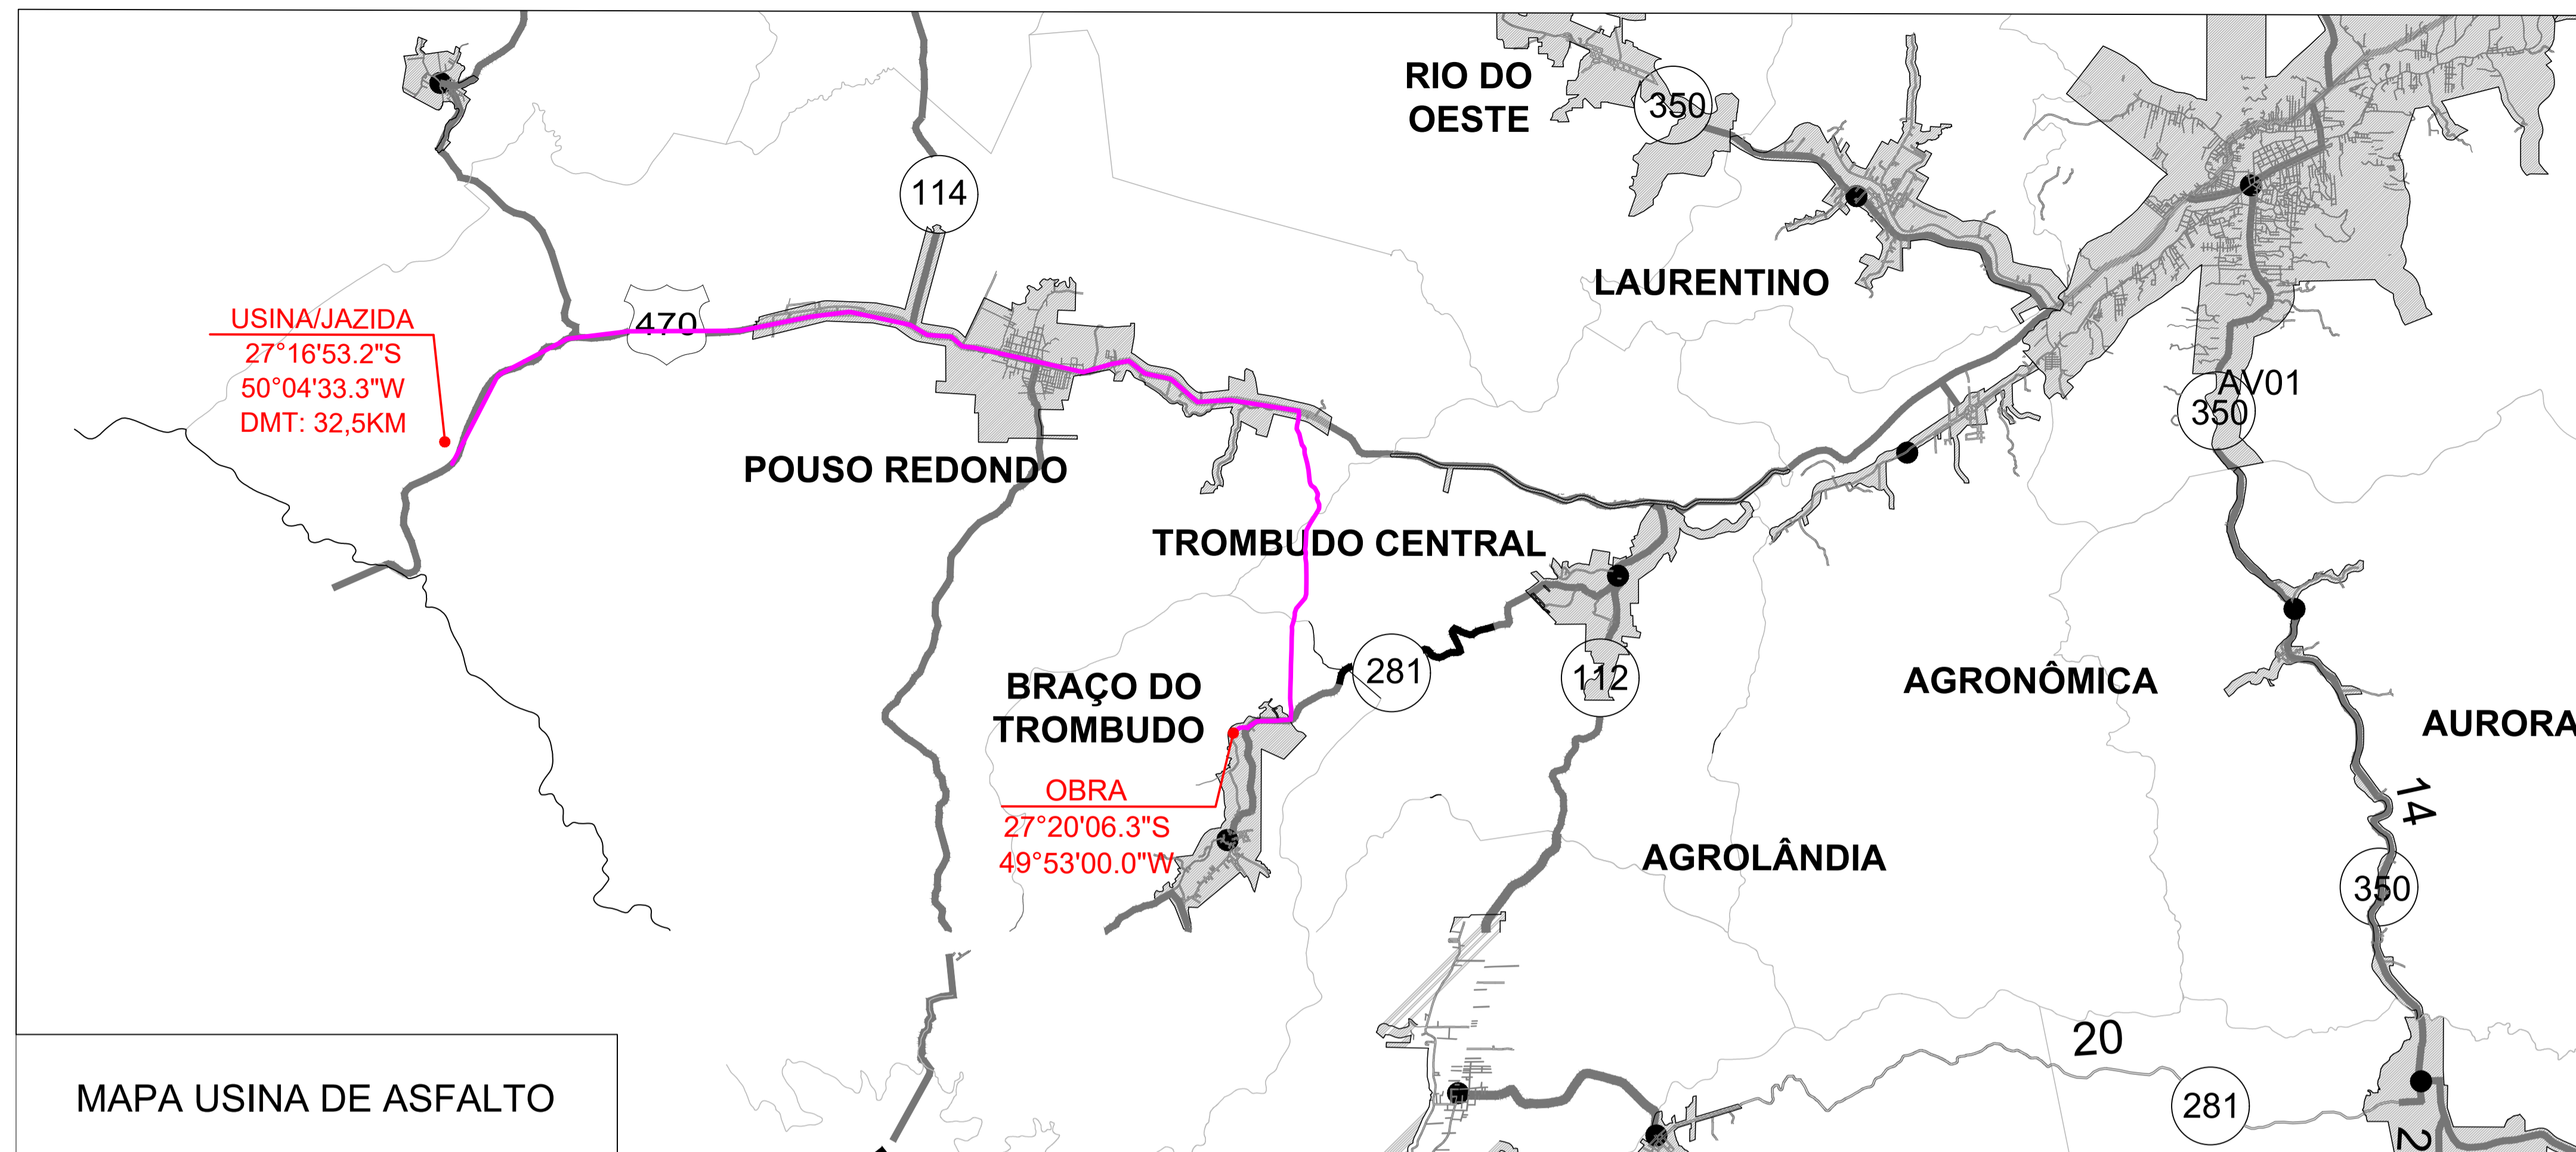 RIO DO
OESTE
350
114
LAURENTINO
USINA/JAZIDA
27°16'53.2"S
50°04'33.3"W
DMT: 32,5KM
470
AV01
350
POUSO REDONDO
TROMBUDO CENTRAL
BRAÇO DO
TROMBUDO
281
112
AGRONÔMICA
AURORA
OBRA
27°20'06.3"S
49°53'00.0"W
14
AGROLÂNDIA
350
20
281
MAPA USINA DE ASFALTO
2